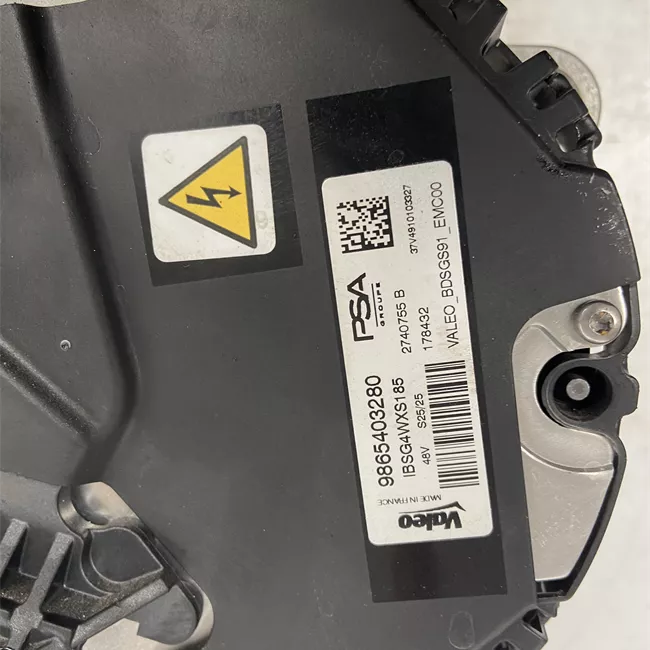 37V4910103327
PSA
GROUPE
9865403280
IBSG4WXS185
2740755 B
48V S25/25
178432
VALEO_BDSGS91_EMC00
Valeo
MADE IN FRANCE